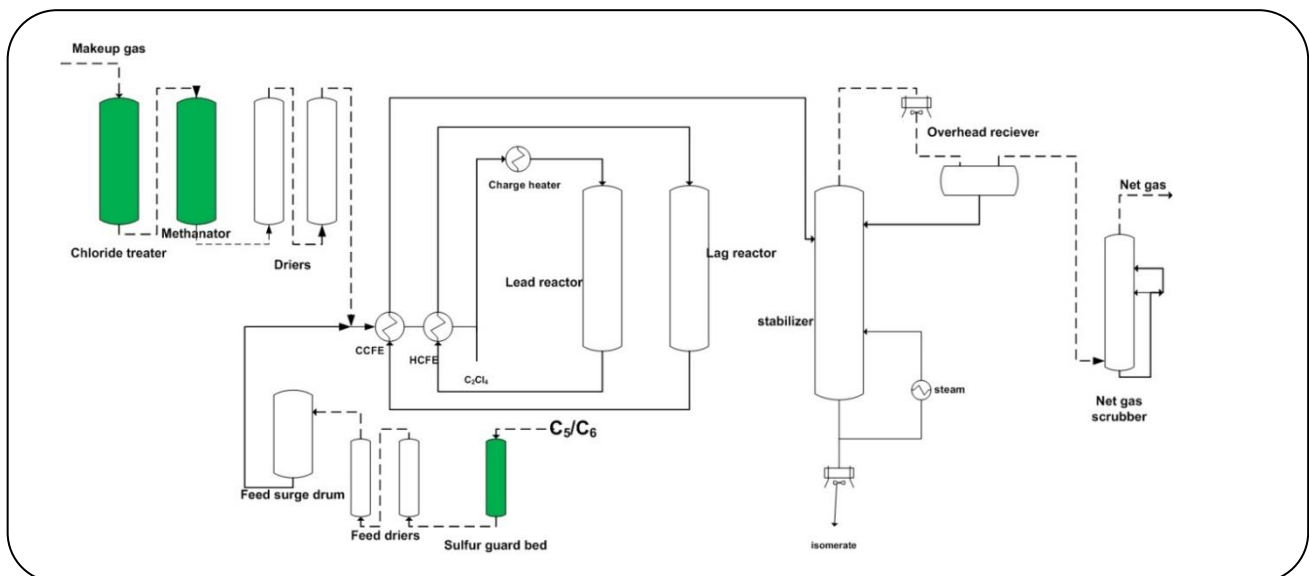 Makeup gas
Overhead reciever
Charge heater
Net gas
Methanator
Chloride treater
Driers
Lag reactor
Lead reactor
stabilizer
CCFE
HCFE
C₂Cl₄
steam
Net gas
scrubber
C₅/C₆
Feed surge drum
Feed driers
Sulfur guard bed
isomerate